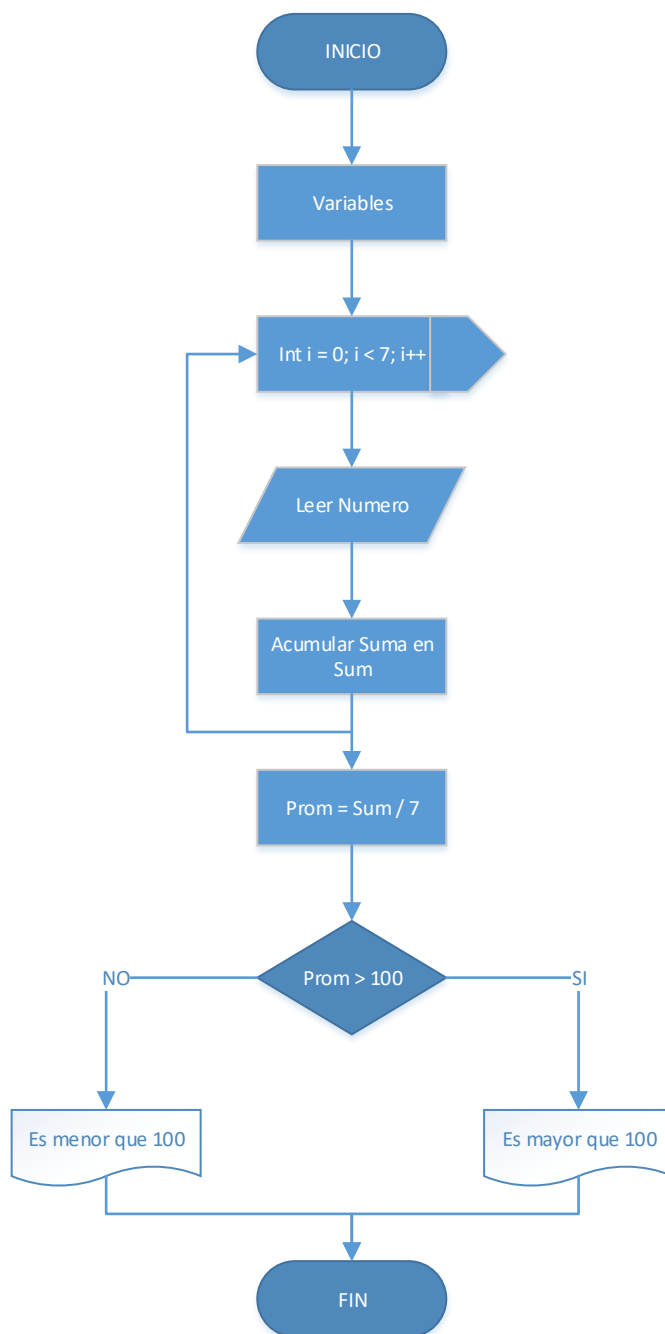 INICIO
Variables
Int i = 0; i < 7; i++
Leer Numero
Acumular Suma en
Sum
Prom = Sum / 7
NO
Prom > 100
SI
Es menor que 100
Es mayor que 100
FIN